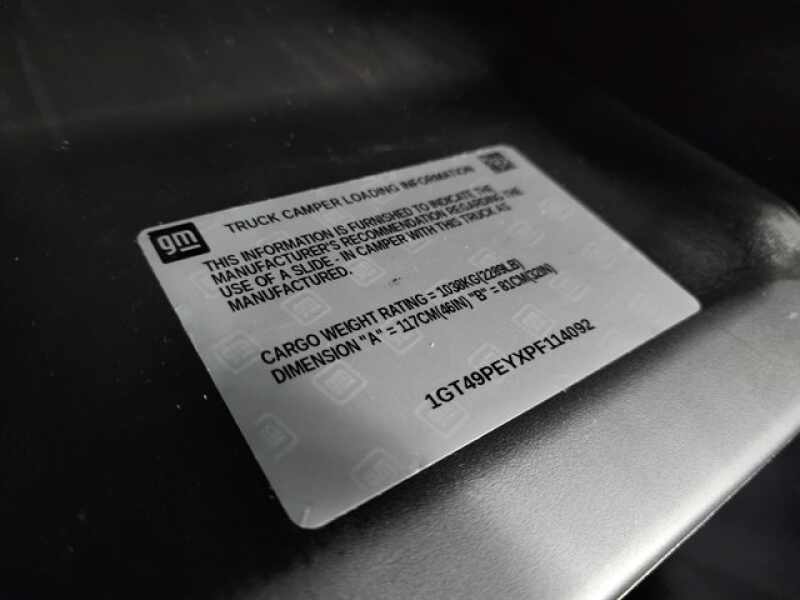 gm
TRUCK CAMPER LOADING INFORMATION
THIS INFORMATION IS FURNISHED TO INDICATE THE
MANUFACTURER'S RECOMMENDATION REGARDING THE
USE OF A SLIDE - IN CAMPER WITH THIS TRUCK AS
MANUFACTURED.
CARGO WEIGHT RATING = 1038KG(2289LB)
DIMENSION "A" = 117CM(46IN) "B" = 81CM(32IN)
1GT49PEYXPF114092